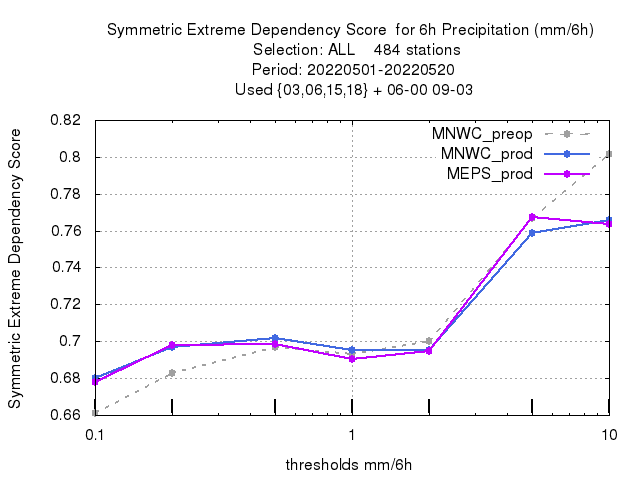 Symmetric Extreme Dependency Score  for 6h Precipitation (mm/6h)
Selection: ALL    484 stations
Period: 20220501-20220520
Used {03,06,15,18} + 06-00 09-03
Symmetric Extreme Dependency Score
0.82
0.8
0.78
0.76
0.74
0.72
0.7
0.68
0.66
MNWC_preop
MNWC_prod
MEPS_prod
0.1
1
10
thresholds mm/6h